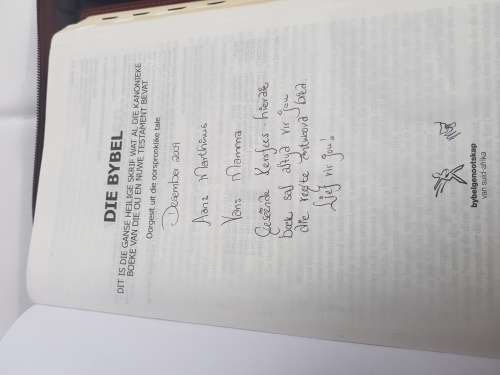 DIE BYBEL
DIT IS DIE GANSE HEILIGE SKRIF WAT AL DIE KANONIEKE
BOEKE VAN DIE OU EN NUWE TESTAMENT BEVAT
Oorgesit uit die oorspronklike tale
Desember 2009
Aan: Marthinus
Van: Mamma
Geseënde Kersfees hierdie
boek sal altyd vir jou
die regte antwoord bied.
Lief vir jou!
bybelgenootskap
van suid-afrika